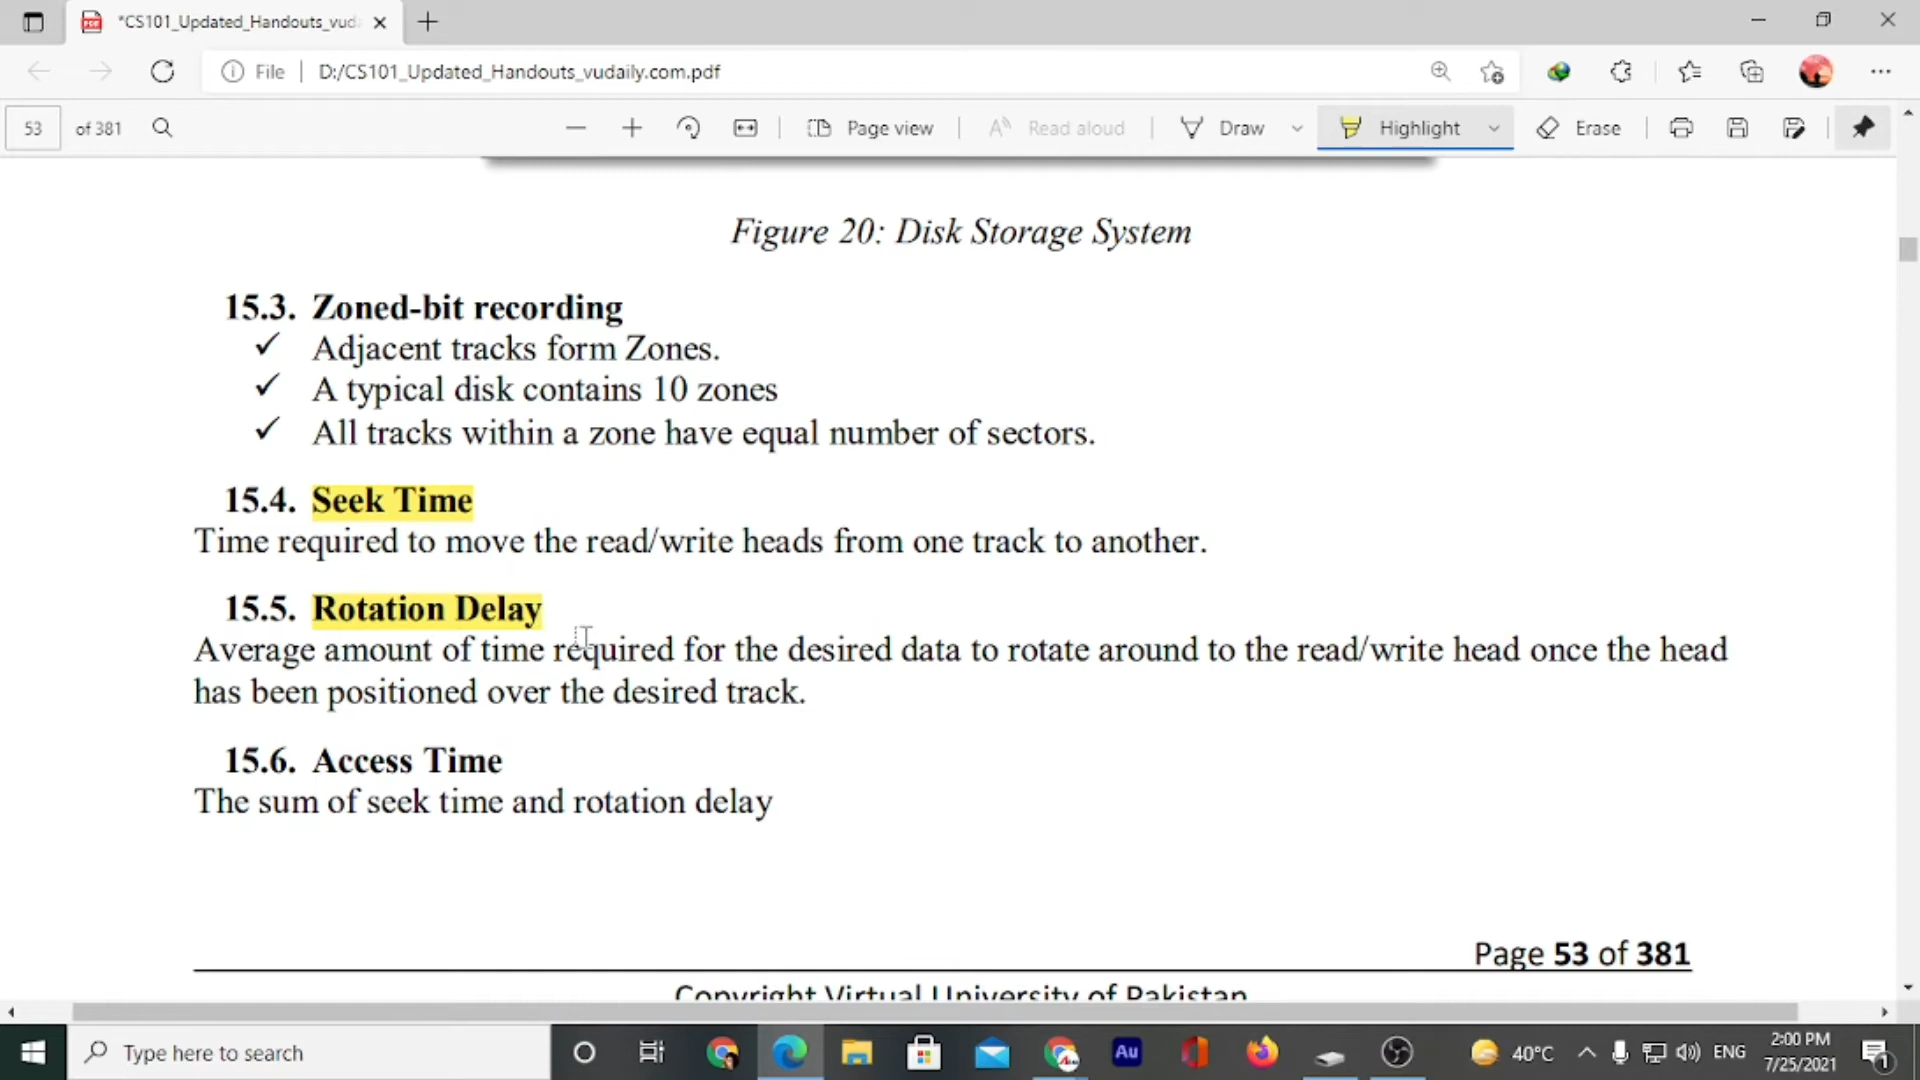 *CS101_Updated_Handouts_vud
File
D:/CS101_Updated_Handouts_vudaily.com.pdf
53 of 381
Page view
Read aloud
Draw
Highlight
Erase
Figure 20: Disk Storage System
15.3. Zoned-bit recording
✓ Adjacent tracks form Zones.
✓ A typical disk contains 10 zones
✓ All tracks within a zone have equal number of sectors.
15.4. Seek Time
Time required to move the read/write heads from one track to another.
15.5. Rotation Delay
Average amount of time required for the desired data to rotate around to the read/write head once the head
has been positioned over the desired track.
15.6. Access Time
The sum of seek time and rotation delay
Page 53 of 381
Copyright Virtual University of Pakistan
Type here to search
Au
40°C
ENG
2:00 PM
7/25/2021
1